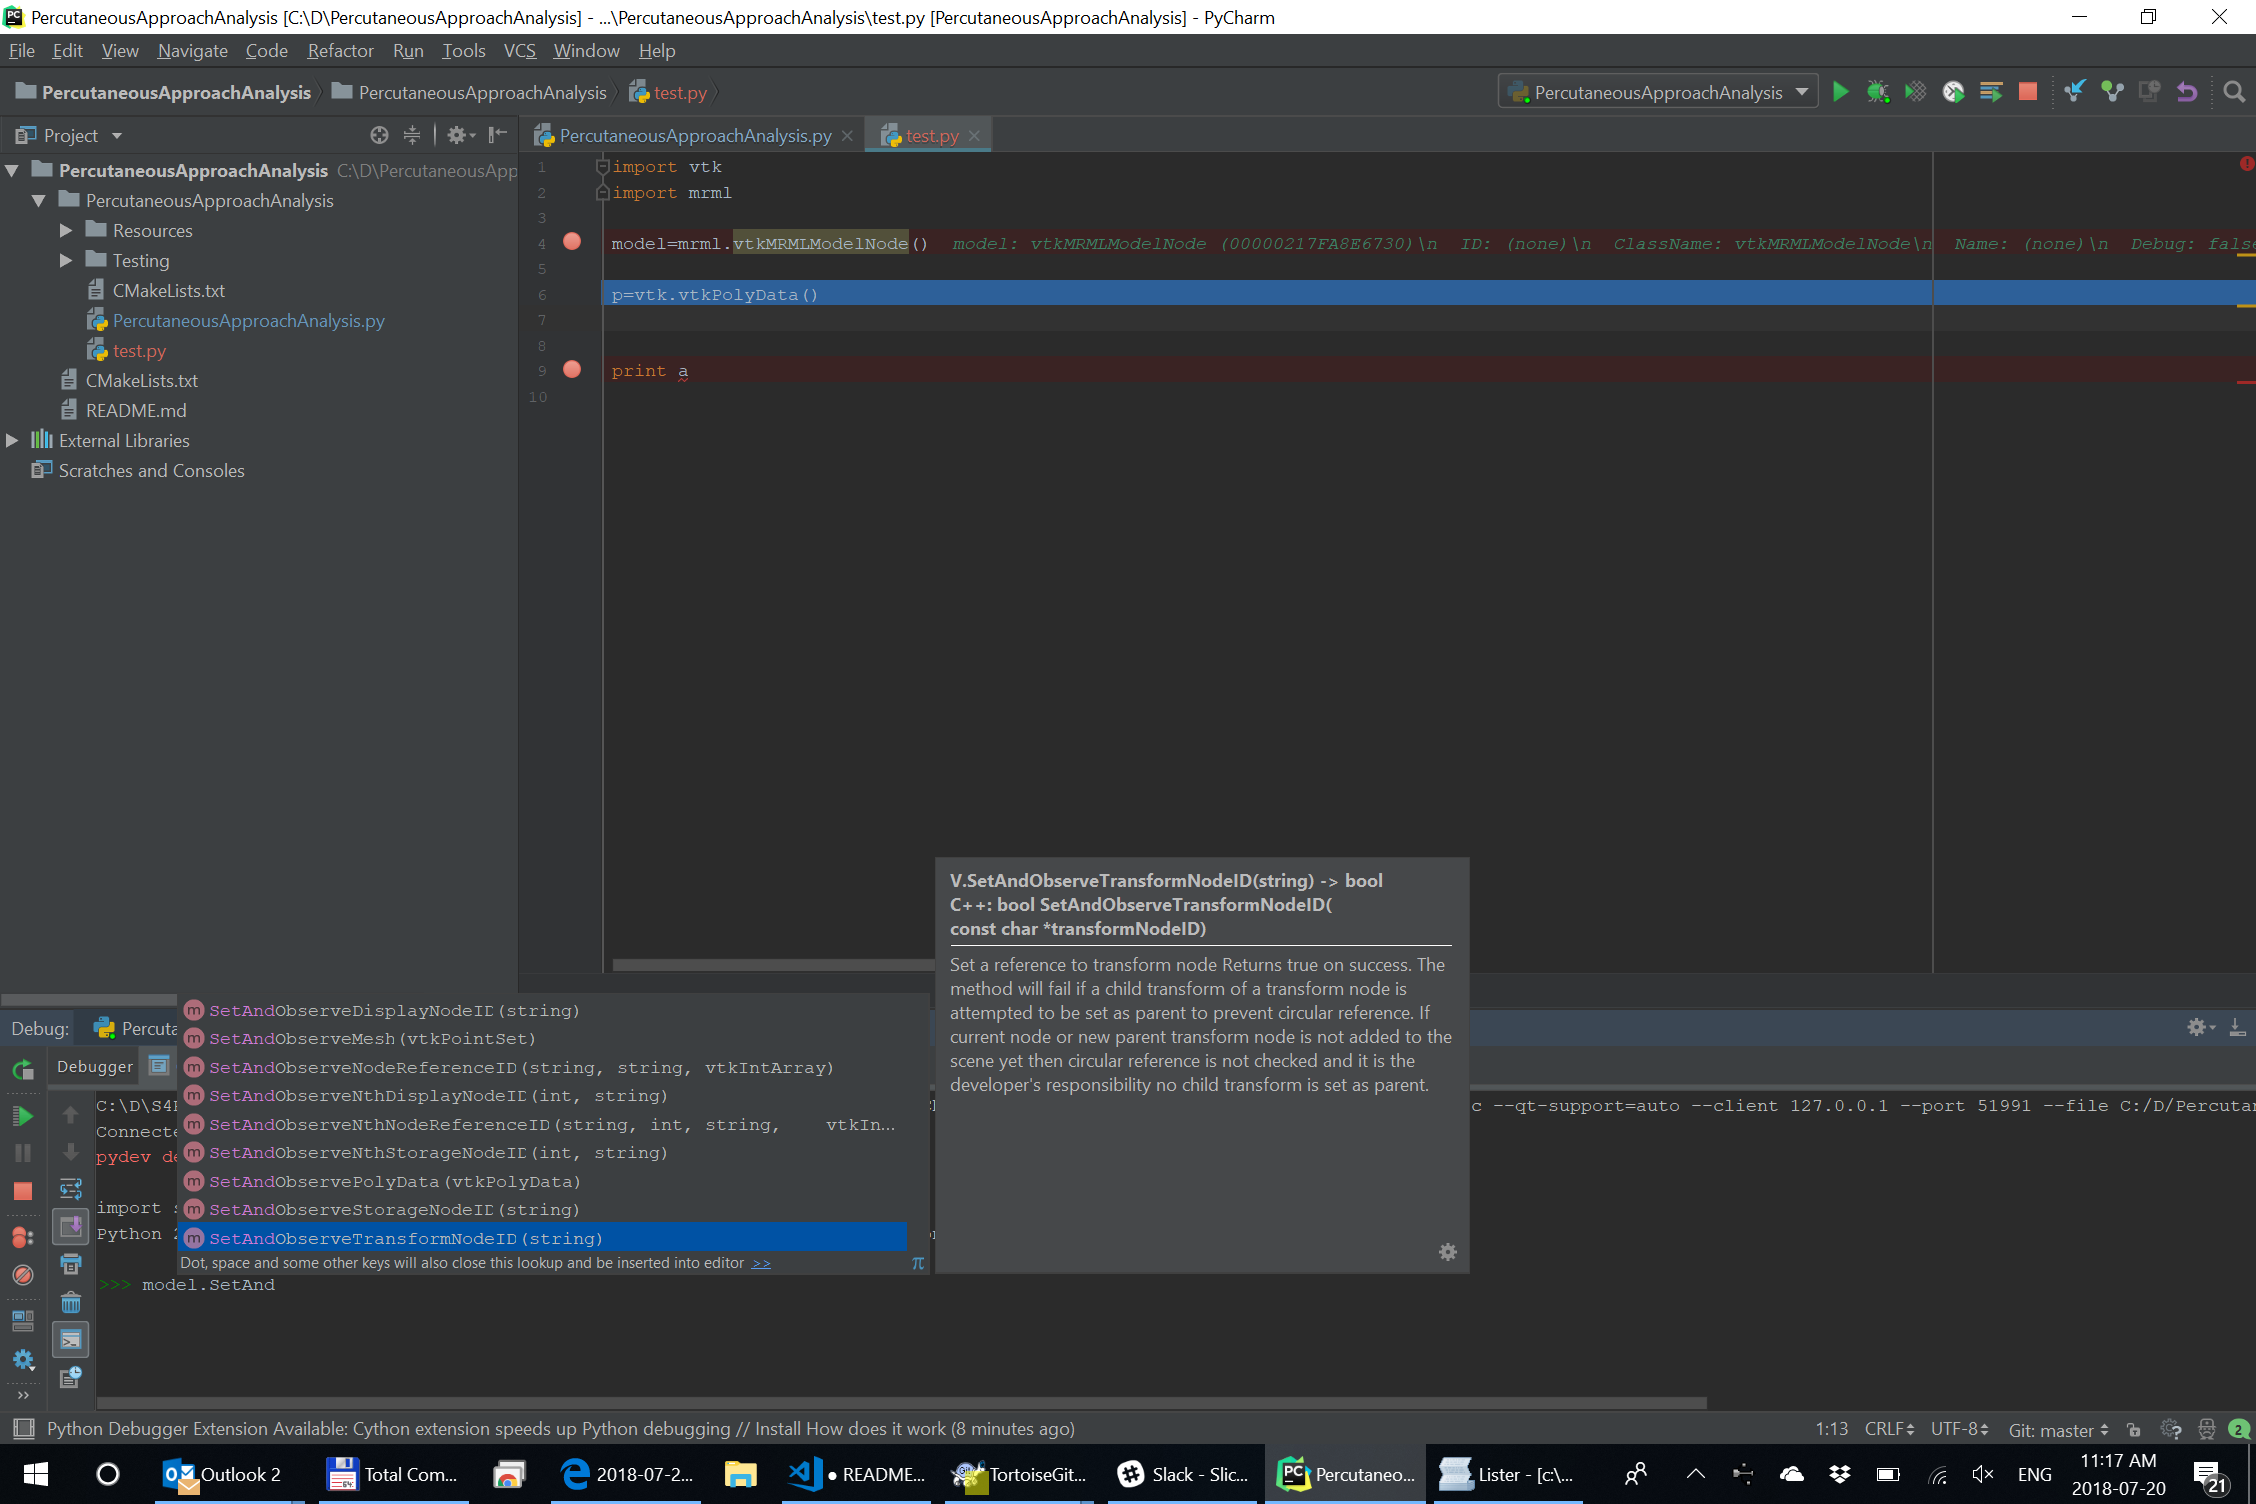 PercutaneousApproachAnalysis [C:\D\PercutaneousApproachAnalysis] - ...\PercutaneousApproachAnalysis\test.py [PercutaneousApproachAnalysis] - PyCharm
File Edit View Navigate Code Refactor Run Tools VCS Window Help
PercutaneousApproachAnalysis PercutaneousApproachAnalysis test.py PercutaneousApproachAnalysis
Project PercutaneousApproachAnalysis.py test.py
PercutaneousApproachAnalysis C:\D\PercutaneousApp
PercutaneousApproachAnalysis
Resources
Testing
CMakeLists.txt
PercutaneousApproachAnalysis.py
test.py
CMakeLists.txt
README.md
External Libraries
Scratches and Consoles
1 import vtk
2 import mrml
3
4 model=mrml.vtkMRMLModelNode() model: vtkMRMLModelNode (00000217FA8E6730)\n ID: (none)\n ClassName: vtkMRMLModelNode\n Name: (none)\n Debug: false
5
6 p=vtk.vtkPolyData()
7
8
9 print a
10
V.SetAndObserveTransformNodeID(string) -> bool
C++: bool SetAndObserveTransformNodeID(
const char *transformNodeID)
Set a reference to transform node Returns true on success. The
method will fail if a child transform of a transform node is
attempted to be set as parent to prevent circular reference. If
current node or new parent transform node is not added to the
scene yet then circular reference is not checked and it is the
developer's responsibility no child transform is set as parent.
SetAndObserveDisplayNodeID(string)
SetAndObserveMesh(vtkPointSet)
SetAndObserveNodeReferenceID(string, string, vtkIntArray)
SetAndObserveNthDisplayNodeID(int, string)
SetAndObserveNthNodeReferenceID(string, int, string, vtkIn...
SetAndObserveNthStorageNodeID(int, string)
SetAndObservePolyData(vtkPolyData)
SetAndObserveStorageNodeID(string)
SetAndObserveTransformNodeID(string)
Dot, space and some other keys will also close this lookup and be inserted into editor >> π
Debug: Percuta
Debugger
C:\D\S4 c --qt-support=auto --client 127.0.0.1 --port 51991 --file C:/D/Percutan
Connecte
pydev de
import s
Python 2
>>> model.SetAnd
Python Debugger Extension Available: Cython extension speeds up Python debugging // Install How does it work (8 minutes ago) 1:13 CRLF UTF-8 Git: master 2
Outlook 2 Total Com... 2018-07-2... README... TortoiseGit... Slack - Slic... Percutaneo... Lister - [c:\... ENG 11:17 AM
2018-07-20 21